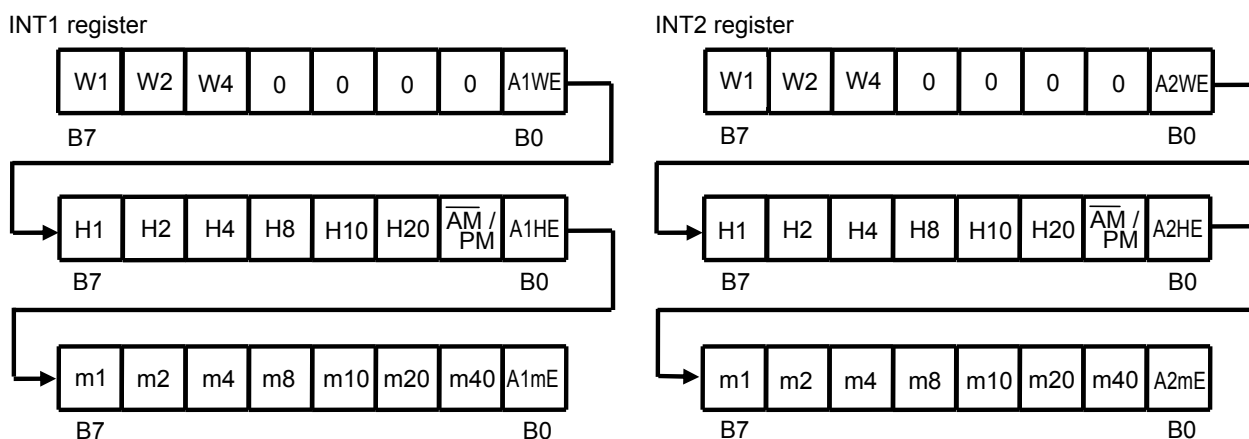 INT1 register
W1 W2 W4 0 0 0 0 A1WE
B7 B0
H1 H2 H4 H8 H10 H20 AM / PM A1HE
B7 B0
m1 m2 m4 m8 m10 m20 m40 A1mE
B7 B0
INT2 register
W1 W2 W4 0 0 0 0 A2WE
B7 B0
H1 H2 H4 H8 H10 H20 AM / PM A2HE
B7 B0
m1 m2 m4 m8 m10 m20 m40 A2mE
B7 B0